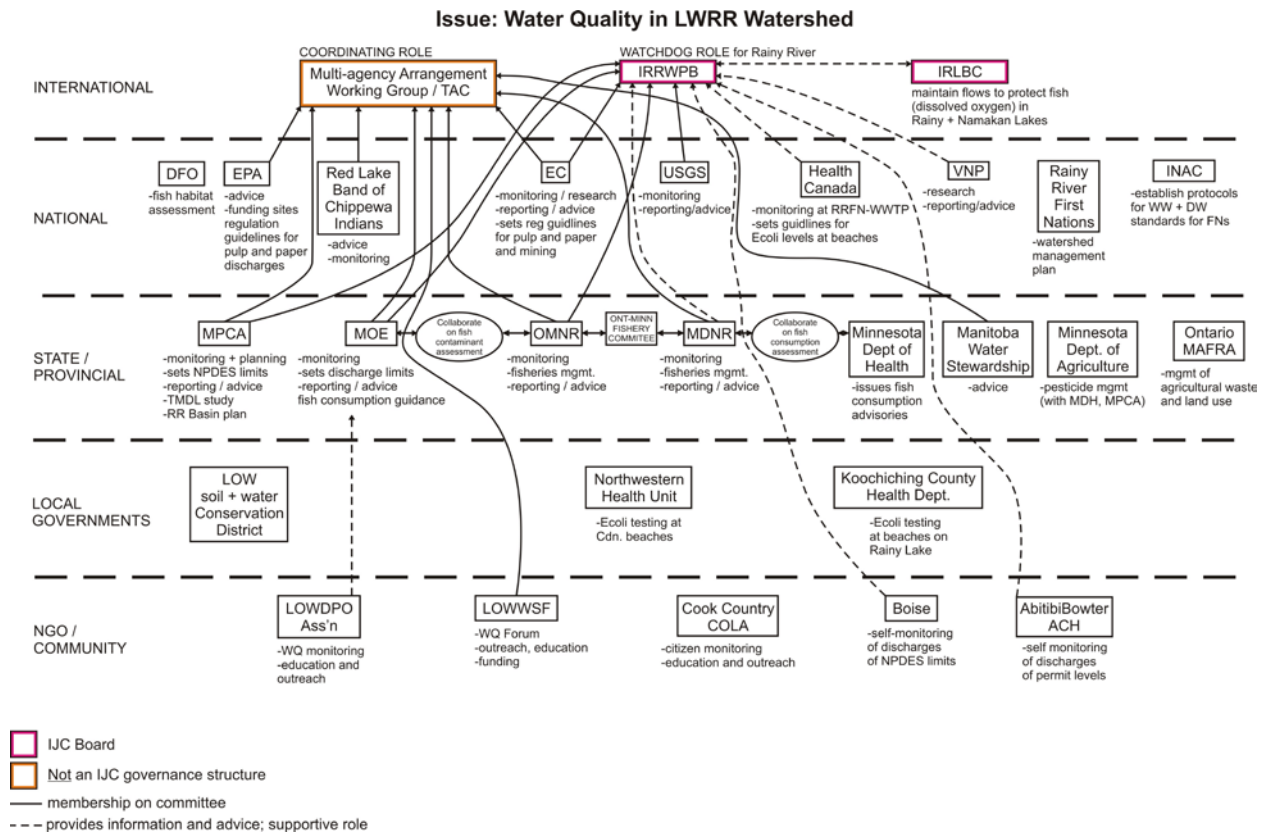 Issue: Water Quality in LWRR Watershed
COORDINATING ROLE
Multi-agency Arrangement
Working Group / TAC
WATCHDOG ROLE for Rainy River
IRRWPB
IRLBC
maintain flows to protect fish
(dissolved oxygen) in
Rainy + Namakan Lakes
INTERNATIONAL
NATIONAL
DFO
-fish habitat
assessment
EPA
-advice
-funding sites
regulation
guidelines for
pulp and paper
discharges
Red Lake
Band of
Chippewa
Indians
-advice
-monitoring
EC
-monitoring / research
-reporting / advice
-sets reg guidlines
for pulp and paper
and mining
USGS
-monitoring
-reporting/advice
Health
Canada
-monitoring at RRFN-WWTP
-sets guidlines for
Ecoli levels at beaches
VNP
-research
-reporting/advice
Rainy
River
First
Nations
-watershed
management
plan
INAC
-establish protocols
for WW + DW
standards for FNs
STATE /
PROVINCIAL
MPCA
-monitoring + planning
-sets NPDES limits
-reporting / advice
-TMDL study
-RR Basin plan
MOE
-monitoring
-sets discharge limits
-reporting / advice
fish consumption guidance
Collaborate
on fish
contaminant
assessment
OMNR
-monitoring
-fisheries mgmt.
-reporting / advice
ONT-MINN
FISHERY
COMMITEE
MDNR
-monitoring
-fisheries mgmt.
-reporting / advice
Collaborate
on fish
consumption
assessment
Minnesota
Dept of
Health
-issues fish
consumption
advisories
Manitoba
Water
Stewardship
-advice
Minnesota
Dept. of
Agriculture
-pesticide mgmt
(with MDH, MPCA)
Ontario
MAFRA
-mgmt of
agricultural waste
and land use
LOCAL
GOVERNMENTS
LOW
soil + water
Conservation
District
Northwestern
Health Unit
-Ecoli testing at
Cdn. beaches
Koochiching County
Health Dept.
-Ecoli testing
at beaches on
Rainy Lake
NGO /
COMMUNITY
LOWDPO
Ass'n
-WQ monitoring
-education and
outreach
LOWWSF
-WQ Forum
-outreach, education
-funding
Cook Country
COLA
-citizen monitoring
-education and outreach
Boise
-self-monitoring
of discharges
of NPDES limits
AbitibiBowter
ACH
-self monitoring
of discharges
of permit levels
IJC Board
Not an IJC governance structure
membership on committee
provides information and advice; supportive role